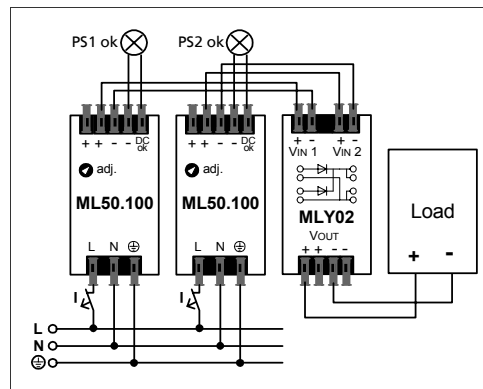 PS1 ok PS2 ok
+ + - - DC ok + + - - DC ok + - + -
VIN 1 VIN 2
adj. adj.
ML50.100 ML50.100 MLY02 Load
VOUT
L N L N + + - - + -
I I
L
N